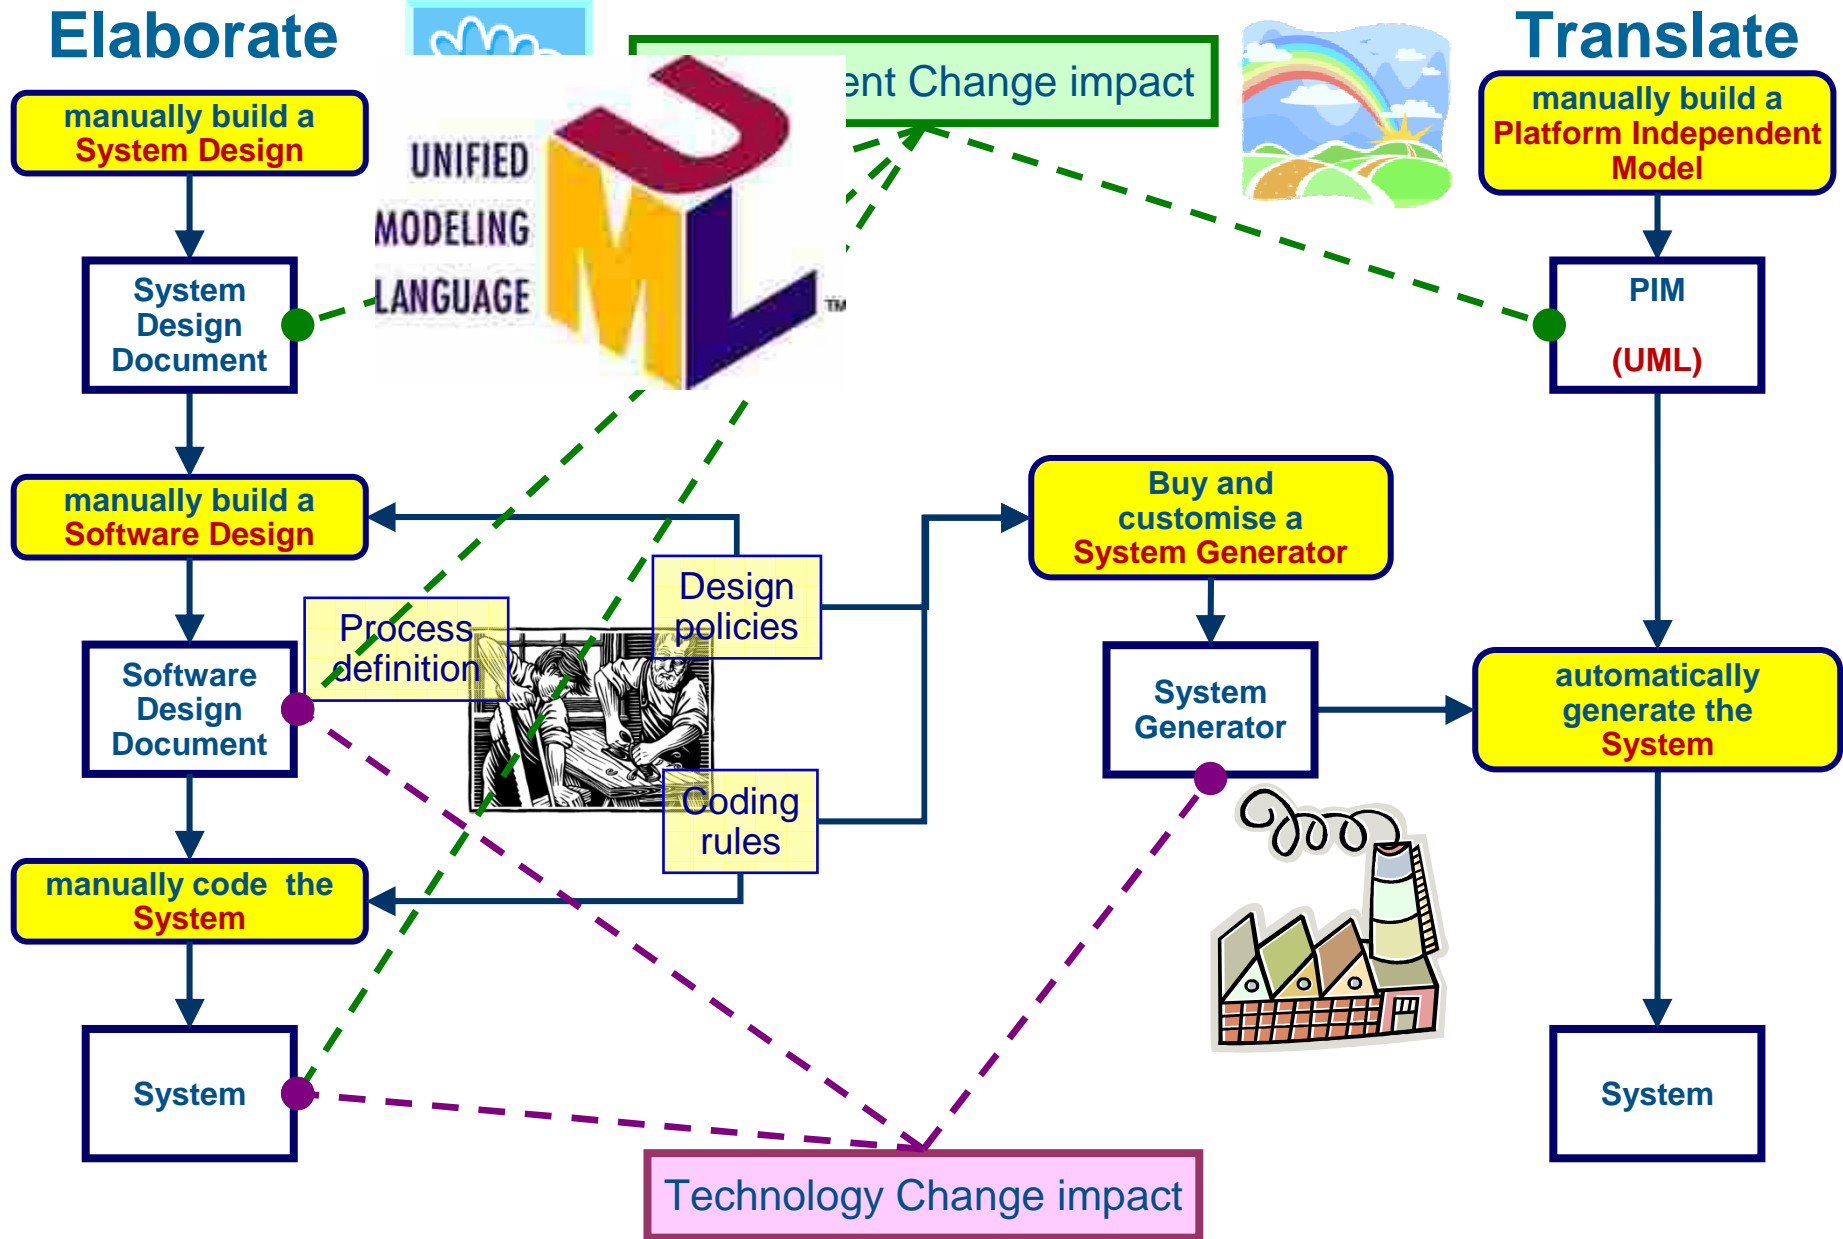 Elaborate
manually build a
System Design
System
Design
Document
manually build a
Software Design
Software
Design
Document
manually code  the
System
System
UNIFIED
MODELING
LANGUAGE
UML
TM
ent Change impact
Process
definition
Design
policies
Coding
rules
Technology Change impact
Buy and
customise a
System Generator
System
Generator
Translate
manually build a
Platform Independent
Model
PIM
(UML)
automatically
generate the
System
System